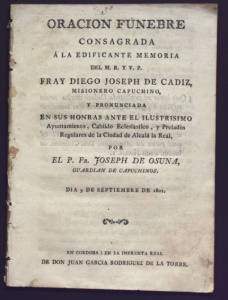 ORACION FUNEBRE
CONSAGRADA
Á LA EDIFICANTE MEMORIA
DEL M. R. Y V. P.
FRAY DIEGO JOSEPH DE CADIZ,
MISIONERO CAPUCHINO,
Y PRONUNCIADA
EN SUS HONRAS ANTE EL ILUSTRISIMO
Ayuntamiento, Cabildo Eclesiástico, y Prelados
Regulares de la Ciudad de Alcalá la Real,
POR
EL P. Fr. JOSEPH DE OSUNA,
GUARDIAN DE CAPUCHINOS;
DIA 3 DE SEPTIEMBRE DE 1801.
EN CORDOBA: EN LA IMPRENTA REAL
DE DON JUAN GARCIA RODRIGUEZ DE LA TORRE.